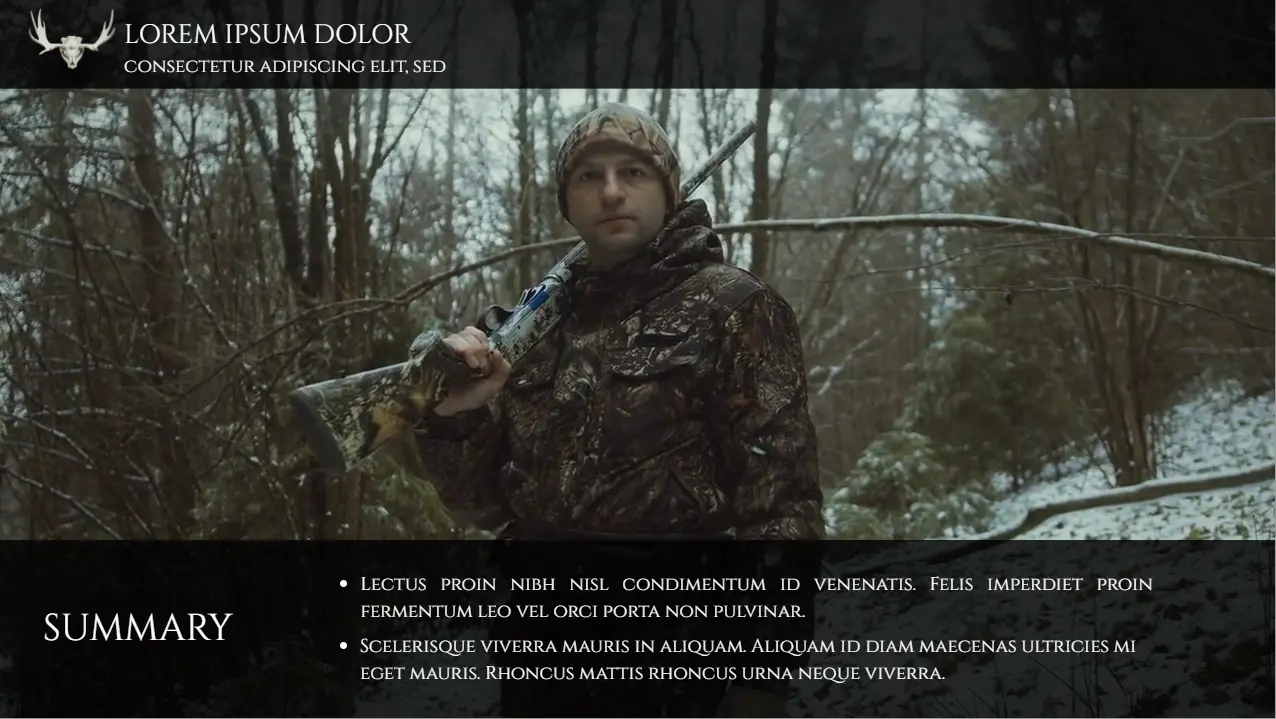 LOREM IPSUM DOLOR
CONSECTETUR ADIPISCING ELIT, SED
SUMMARY
• LECTUS PROIN NIBH NISL CONDIMENTUM ID VENENATIS. FELIS IMPERDIET PROIN
FERMENTUM LEO VEL ORCI PORTA NON PULVINAR.
• SCELERISQUE VIVERRA MAURIS IN ALIQUAM. ALIQUAM ID DIAM MAECENAS ULTRICIES MI
EGET MAURIS. RHONCUS MATTIS RHONCUS URNA NEQUE VIVERRA.